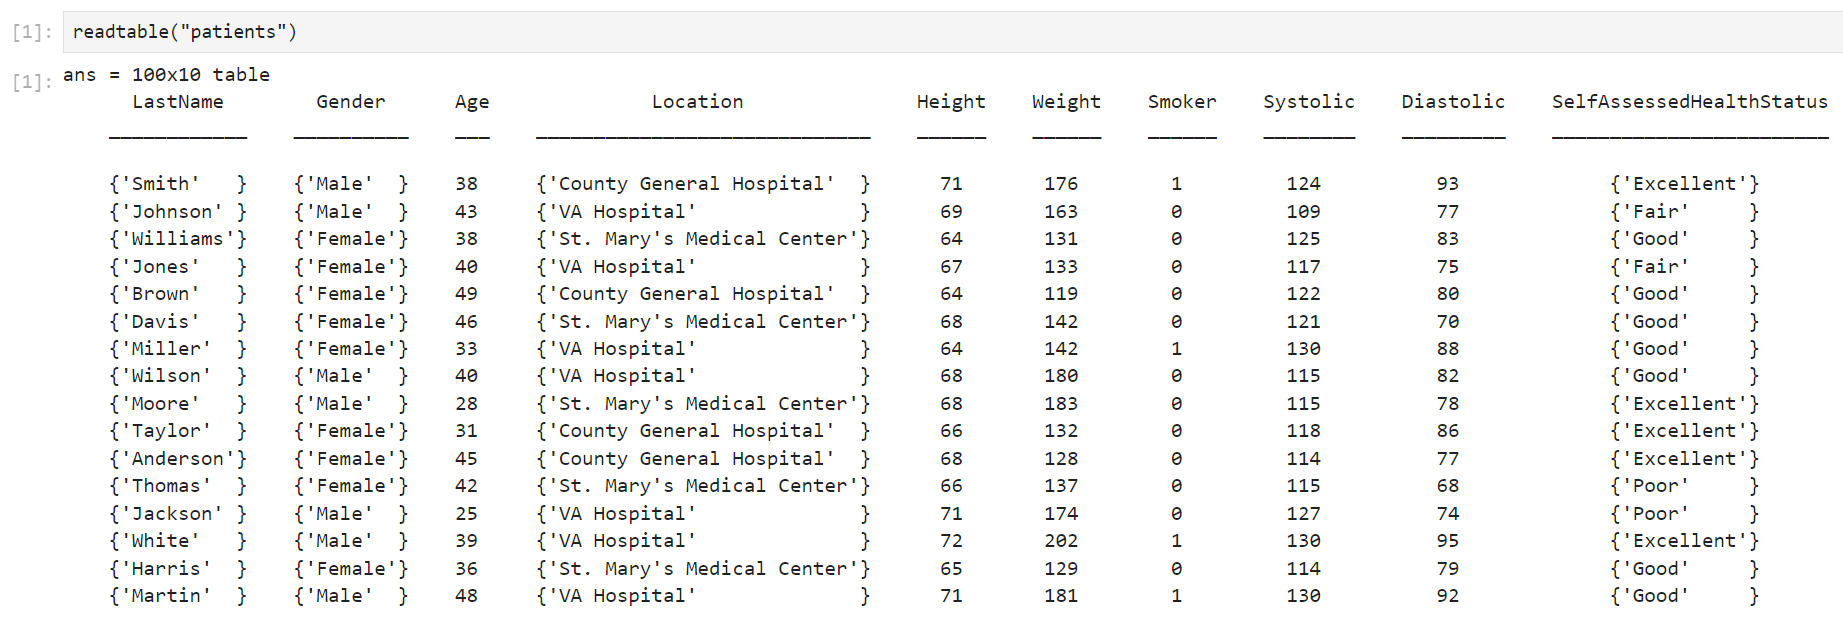 [1]: readtable("patients")
[1]: ans = 100x10 table
LastName Gender Age Location Height Weight Smoker Systolic Diastolic SelfAssessedHealthStatus
____________ __________ ___ _____________________________ ______ ______ ______ ________ _________ ________________________
{'Smith' } {'Male' } 38 {'County General Hospital' } 71 176 1 124 93 {'Excellent'}
{'Johnson' } {'Male' } 43 {'VA Hospital' } 69 163 0 109 77 {'Fair' }
{'Williams'} {'Female'} 38 {'St. Mary's Medical Center'} 64 131 0 125 83 {'Good' }
{'Jones' } {'Female'} 40 {'VA Hospital' } 67 133 0 117 75 {'Fair' }
{'Brown' } {'Female'} 49 {'County General Hospital' } 64 119 0 122 80 {'Good' }
{'Davis' } {'Female'} 46 {'St. Mary's Medical Center'} 68 142 0 121 70 {'Good' }
{'Miller' } {'Female'} 33 {'VA Hospital' } 64 142 1 130 88 {'Good' }
{'Wilson' } {'Male' } 40 {'VA Hospital' } 68 180 0 115 82 {'Good' }
{'Moore' } {'Male' } 28 {'St. Mary's Medical Center'} 68 183 0 115 78 {'Excellent'}
{'Taylor' } {'Female'} 31 {'County General Hospital' } 66 132 0 118 86 {'Excellent'}
{'Anderson'} {'Female'} 45 {'County General Hospital' } 68 128 0 114 77 {'Excellent'}
{'Thomas' } {'Female'} 42 {'St. Mary's Medical Center'} 66 137 0 115 68 {'Poor' }
{'Jackson' } {'Male' } 25 {'VA Hospital' } 71 174 0 127 74 {'Poor' }
{'White' } {'Male' } 39 {'VA Hospital' } 72 202 1 130 95 {'Excellent'}
{'Harris' } {'Female'} 36 {'St. Mary's Medical Center'} 65 129 0 114 79 {'Good' }
{'Martin' } {'Male' } 48 {'VA Hospital' } 71 181 1 130 92 {'Good' }